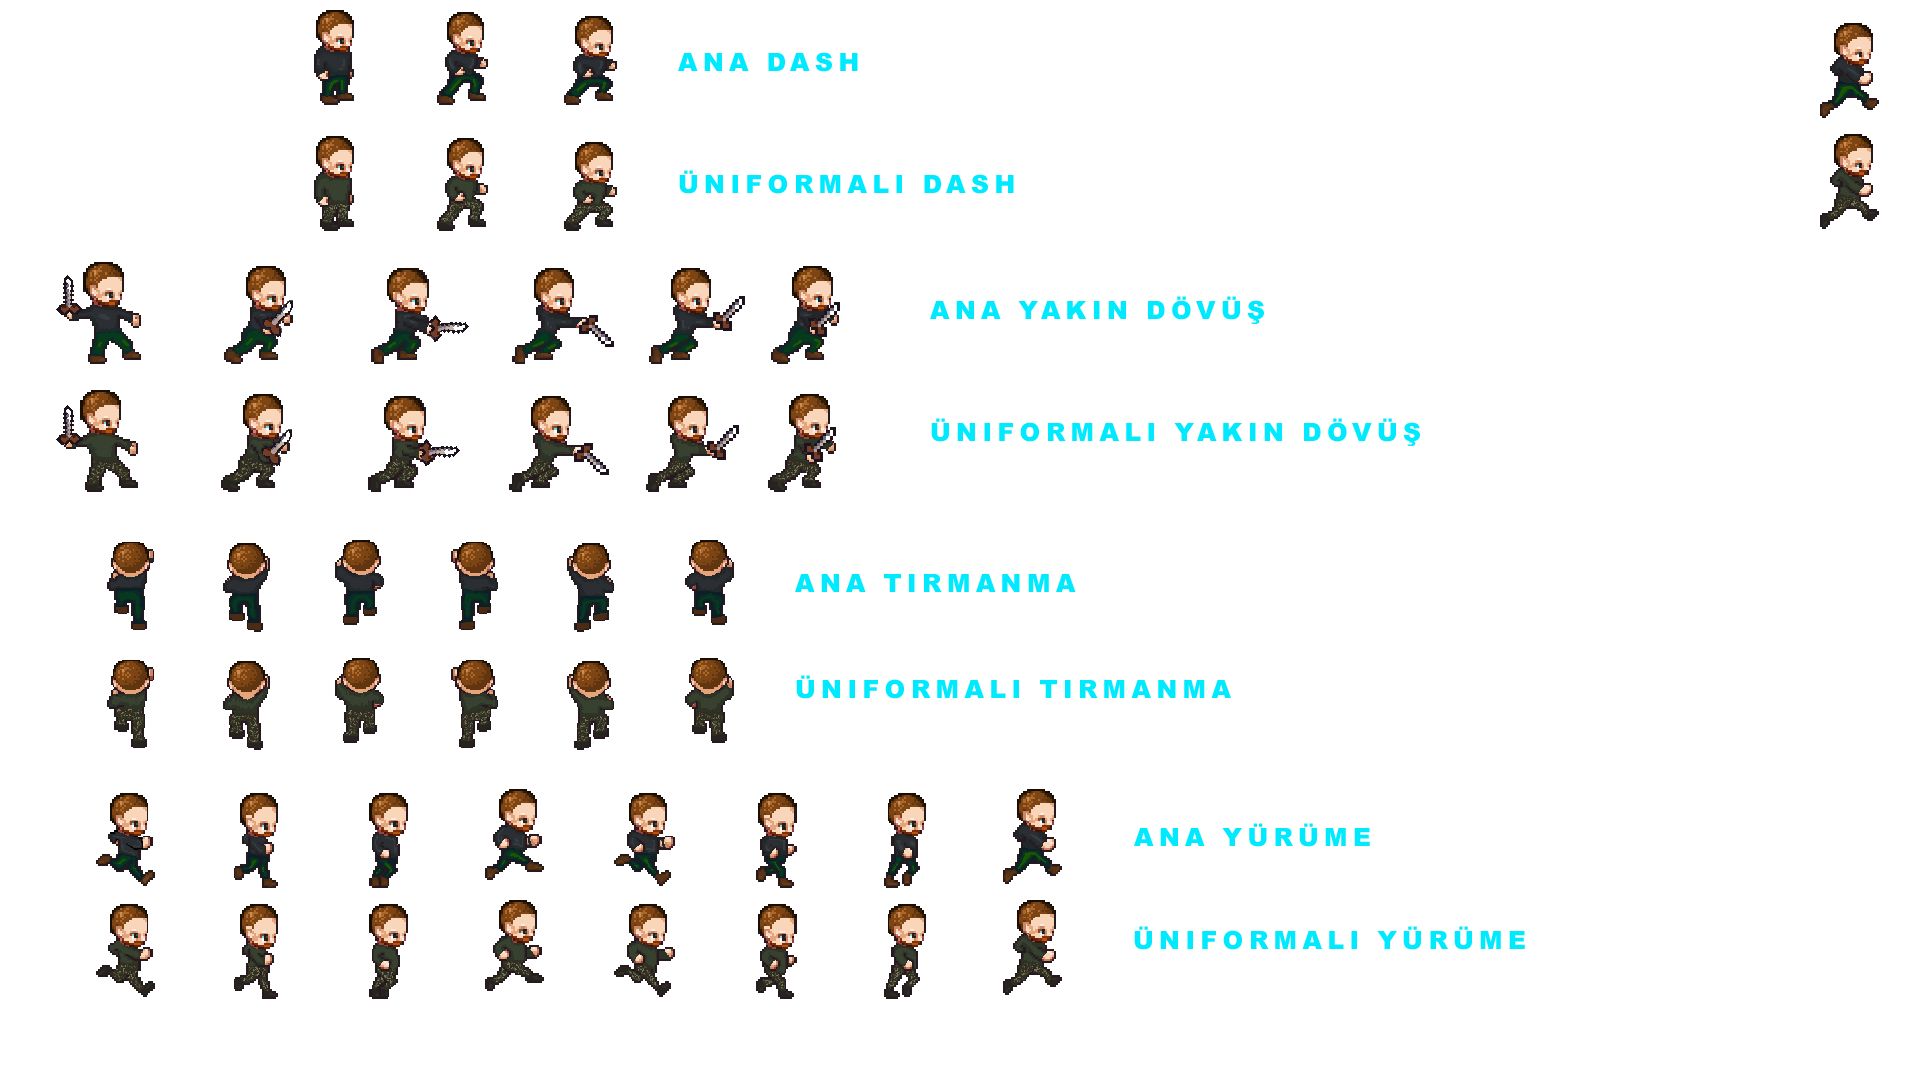 ANA DASH
ÜNIFORMALI DASH
ANA YAKIN DÖVÜŞ
ÜNIFORMALI YAKIN DÖVÜŞ
ANA TIRMANMA
ÜNIFORMALI TIRMANMA
ANA YÜRÜME
ÜNIFORMALI YÜRÜME